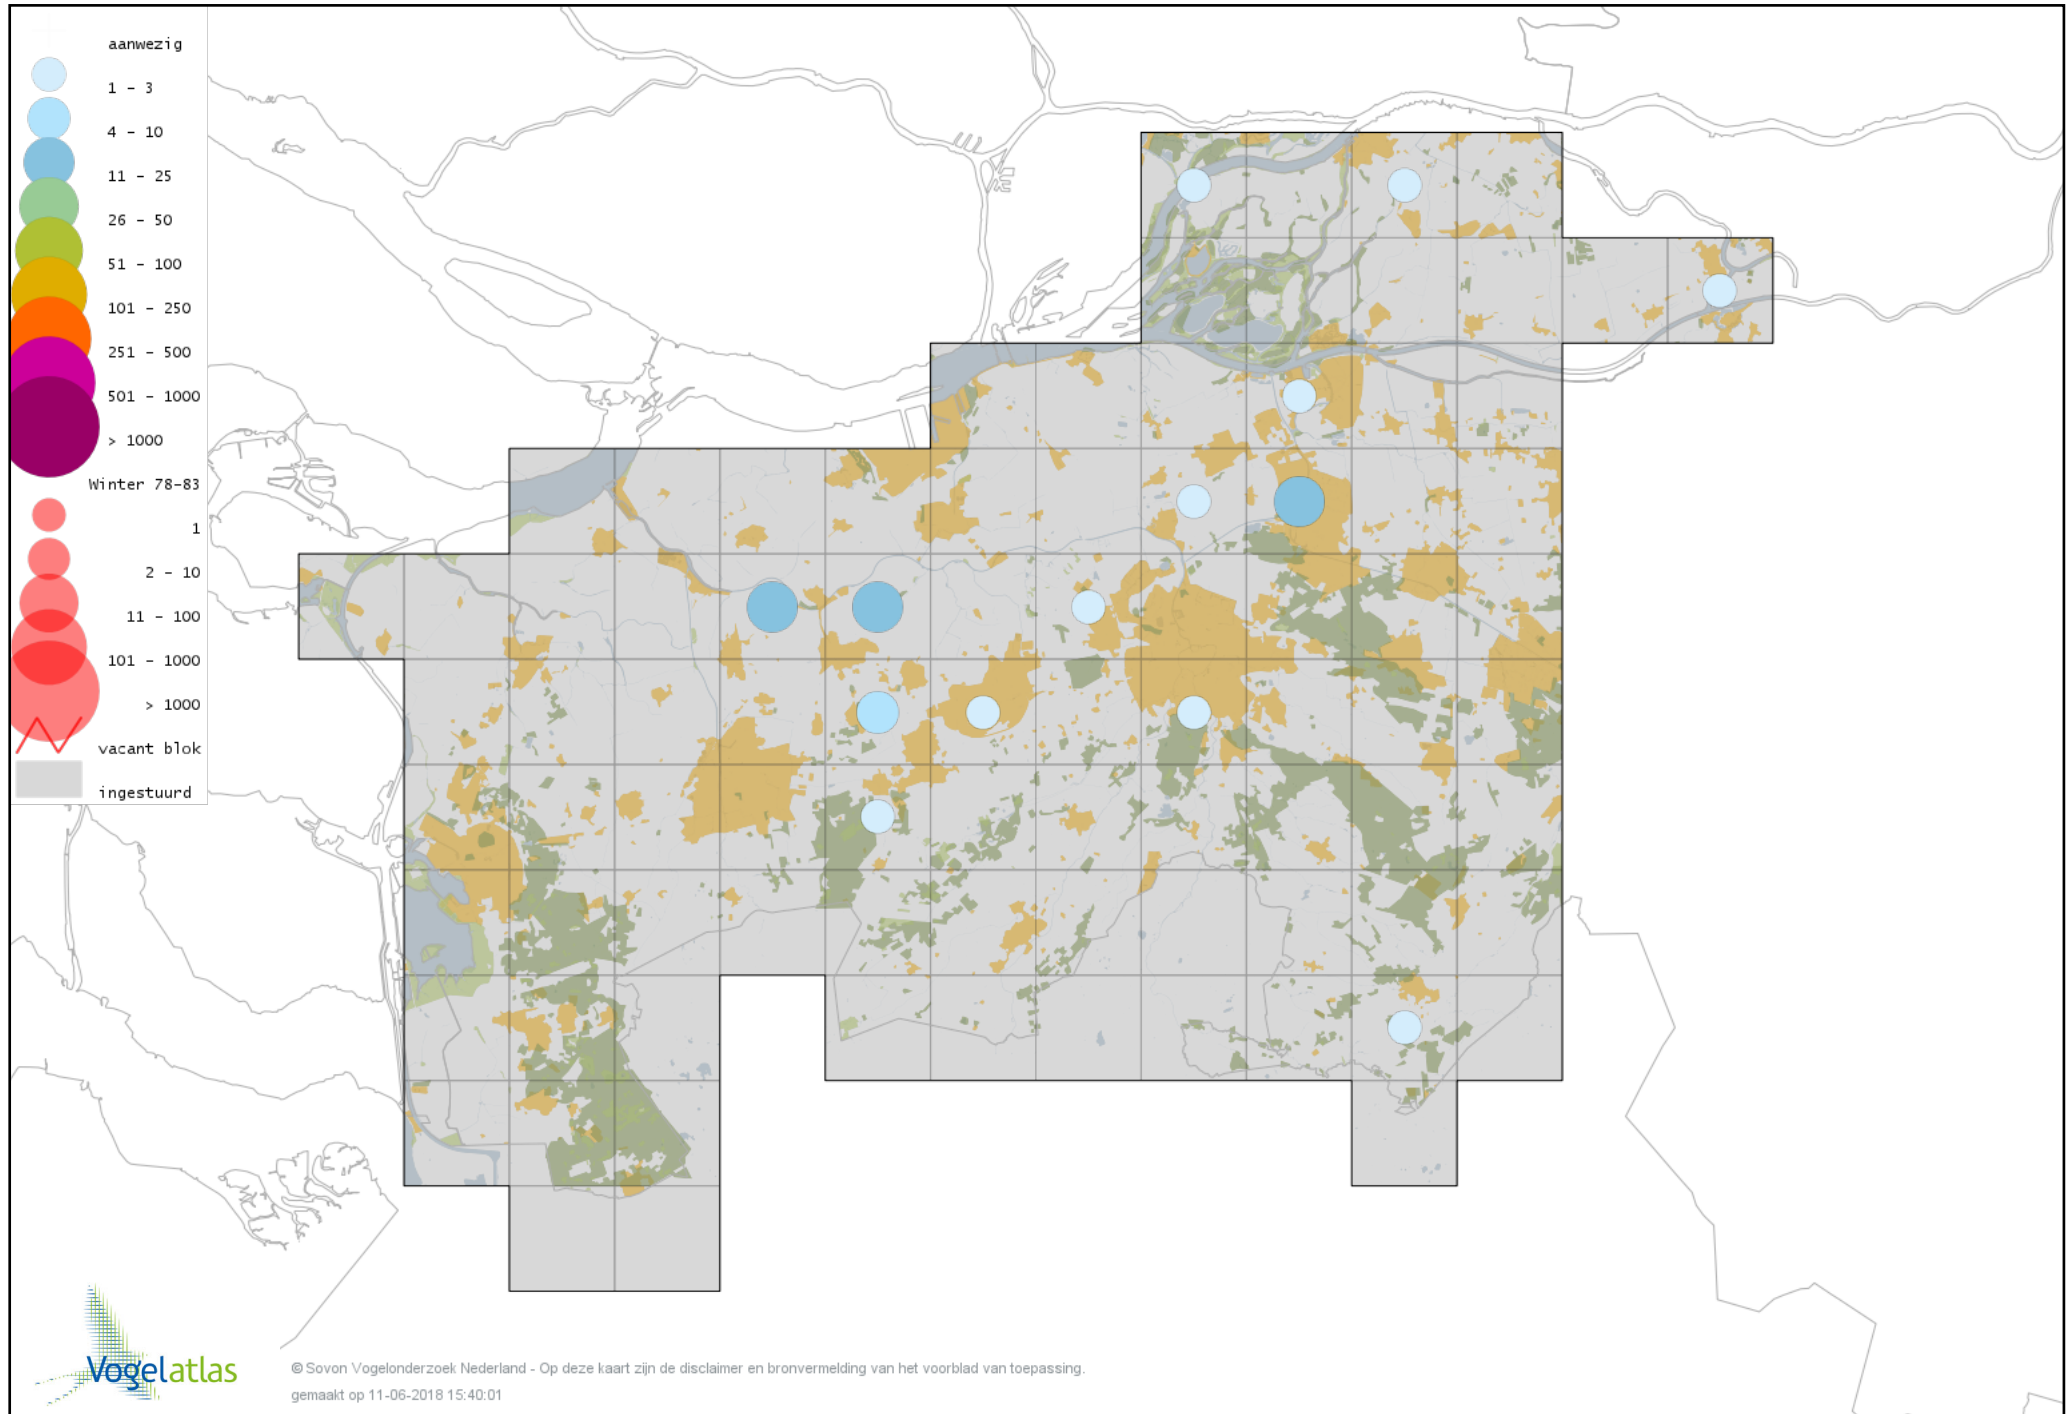 aanwezig
1 – 3
4 – 10
11 – 25
26 – 50
51 – 100
101 – 250
251 – 500
501 – 1000
> 1000
Winter 78-83
1
2 – 10
11 – 100
101 – 1000
> 1000
vacant blok
ingestuurd
Vogelatlas
© Sovon Vogelonderzoek Nederland - Op deze kaart zijn de disclaimer en bronvermelding van het voorblad van toepassing.
gemaakt op 11-06-2018 15:40:01